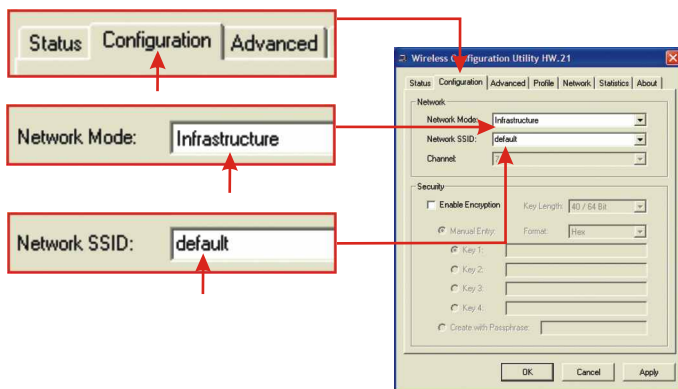 Status Configuration Advanced
Network Mode: Infrastructure
Network SSID: default
Wireless Configuration Utility HW.21
Status Configuration Advanced Profile Network Statistics About
Network
Network Mode: Infrastructure
Network SSID: default
Channel:
Security
Enable Encryption Key Length: 40 / 64 Bit
Manual Entry: Format: Hex
Key 1:
Key 2:
Key 3:
Key 4:
Create with Passphrase:
OK Cancel Apply